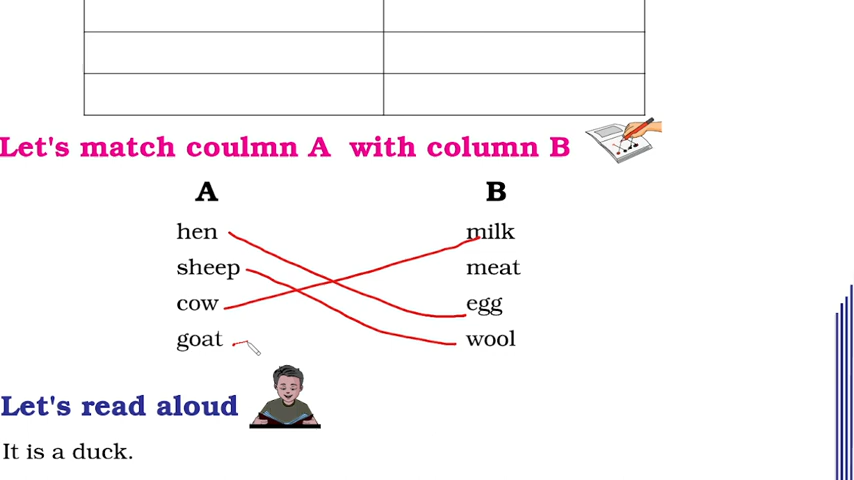 Let's match coulmn A with column B
A B
hen milk
sheep meat
cow egg
goat wool
Let's read aloud
It is a duck.